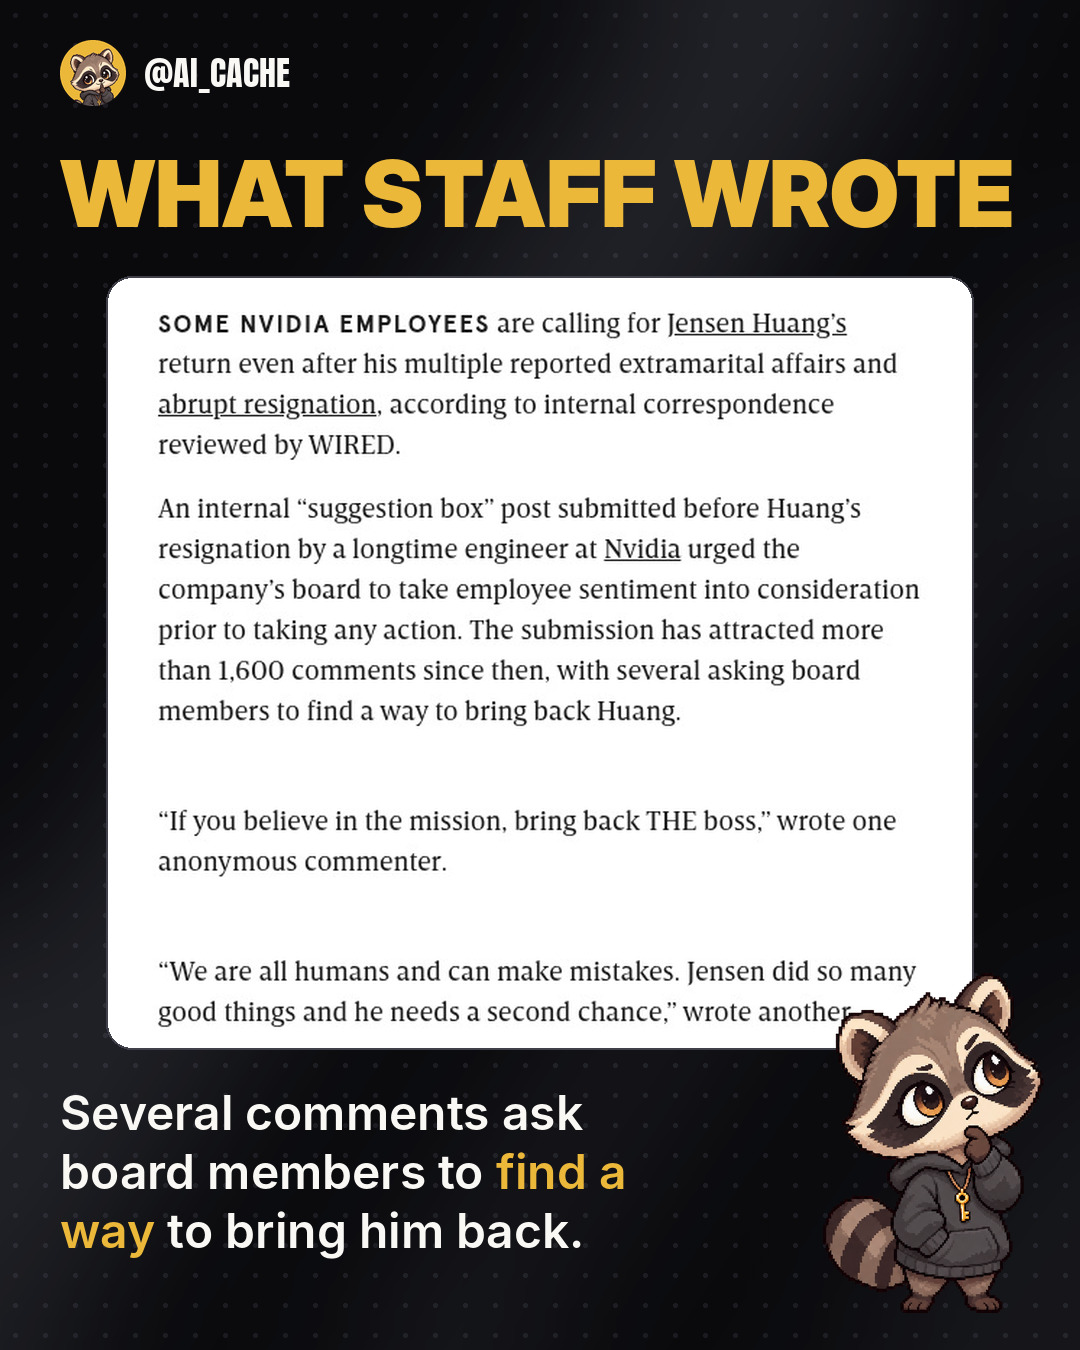 @AI_CACHE
WHAT STAFF WROTE
SOME NVIDIA EMPLOYEES are calling for Jensen Huang’s
return even after his multiple reported extramarital affairs and
abrupt resignation, according to internal correspondence
reviewed by WIRED.
An internal “suggestion box” post submitted before Huang’s
resignation by a longtime engineer at Nvidia urged the
company’s board to take employee sentiment into consideration
prior to taking any action. The submission has attracted more
than 1,600 comments since then, with several asking board
members to find a way to bring back Huang.
“If you believe in the mission, bring back THE boss,” wrote one
anonymous commenter.
“We are all humans and can make mistakes. Jensen did so many
good things and he needs a second chance,” wrote another
Several comments ask
board members to find a
way to bring him back.